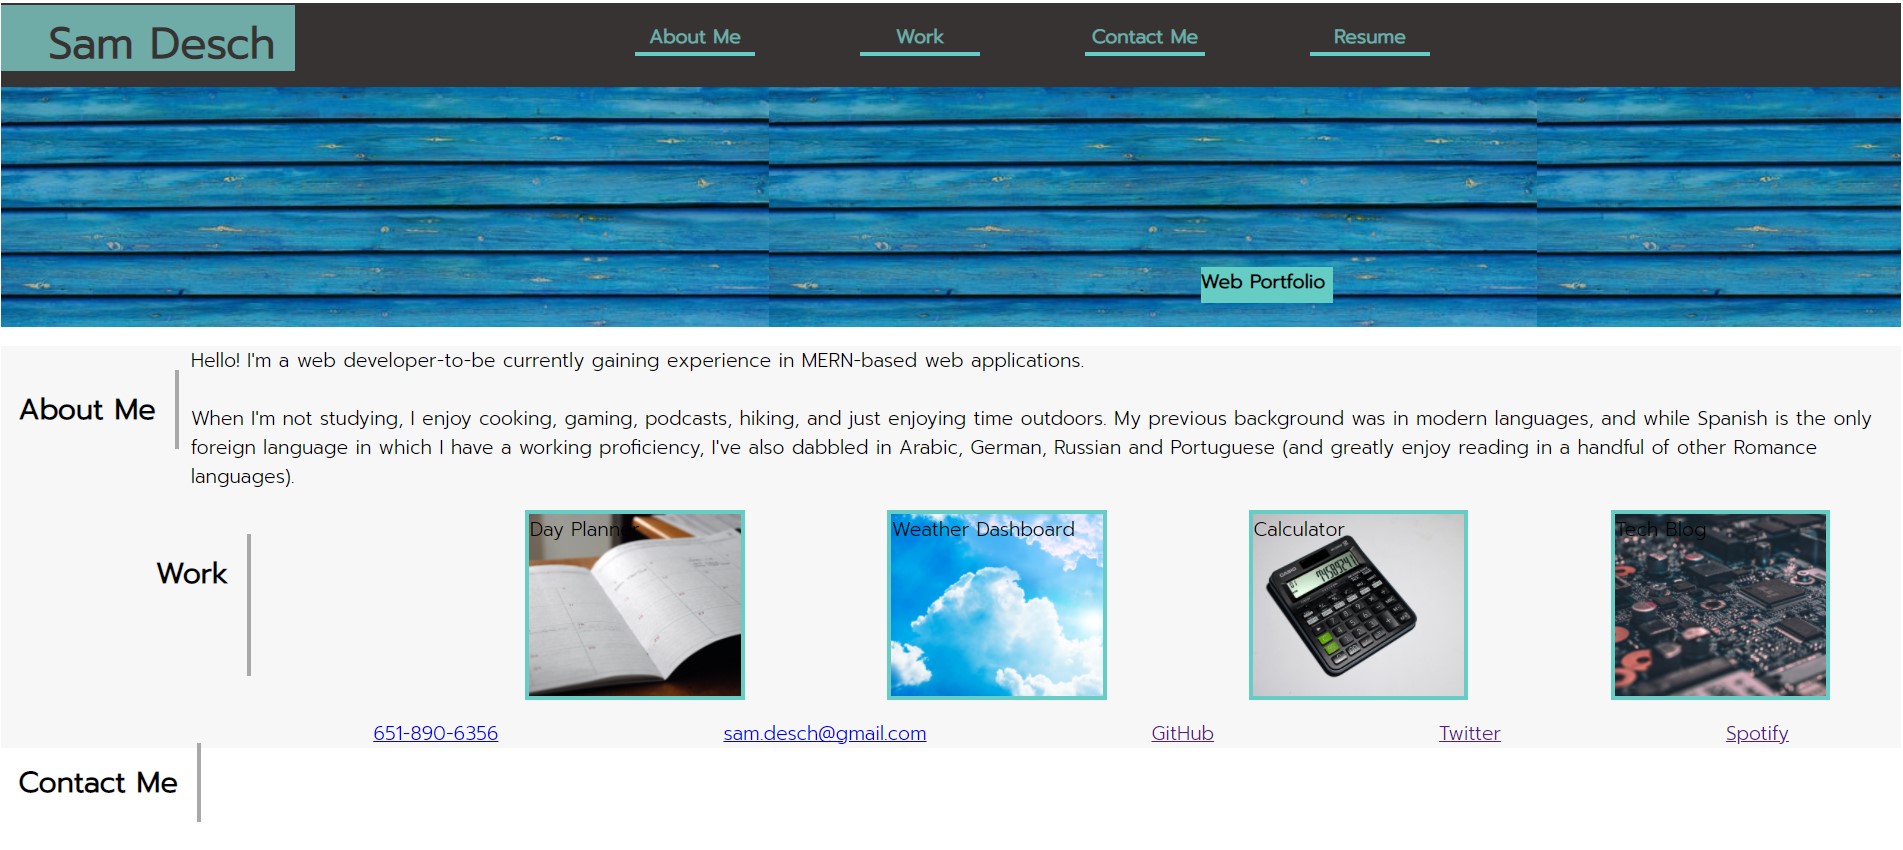 Sam Desch
About Me
Work
Contact Me
Resume
Web Portfolio
About Me
Hello! I'm a web developer-to-be currently gaining experience in MERN-based web applications.
When I'm not studying, I enjoy cooking, gaming, podcasts, hiking, and just enjoying time outdoors. My previous background was in modern languages, and while Spanish is the only
foreign language in which I have a working proficiency, I've also dabbled in Arabic, German, Russian and Portuguese (and greatly enjoy reading in a handful of other Romance
languages).
Work
Day Planner
Weather Dashboard
Calculator
Tech Blog
Contact Me
651-890-6356
sam.desch@gmail.com
GitHub
Twitter
Spotify